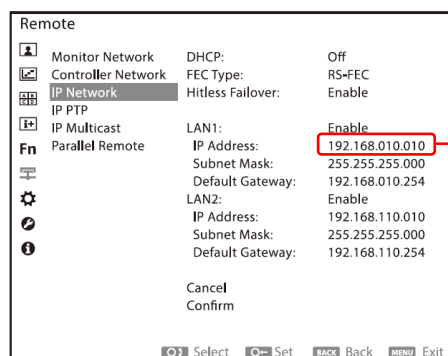 Remote
Monitor Network
Controller Network
IP Network
IP PTP
IP Multicast
Parallel Remote
Fn
DHCP: Off
FEC Type: RS-FEC
Hitless Failover: Enable
LAN1: Enable
IP Address: 192.168.010.010
Subnet Mask: 255.255.255.000
Default Gateway: 192.168.010.254
LAN2: Enable
IP Address: 192.168.110.010
Subnet Mask: 255.255.255.000
Default Gateway: 192.168.110.254
Cancel
Confirm
Select Set BACK Back MENU Exit